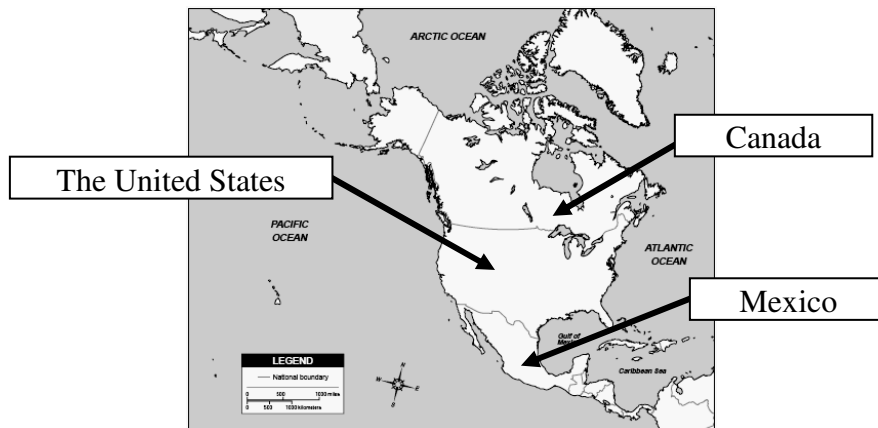 ARCTIC OCEAN
Canada
The United States
PACIFIC
OCEAN
ATLANTIC
OCEAN
Mexico
Gulf of
Mexico
Caribbean Sea
LEGEND
National boundary
0 500 1000 miles
0 500 1000 kilometers
N
W
E
S